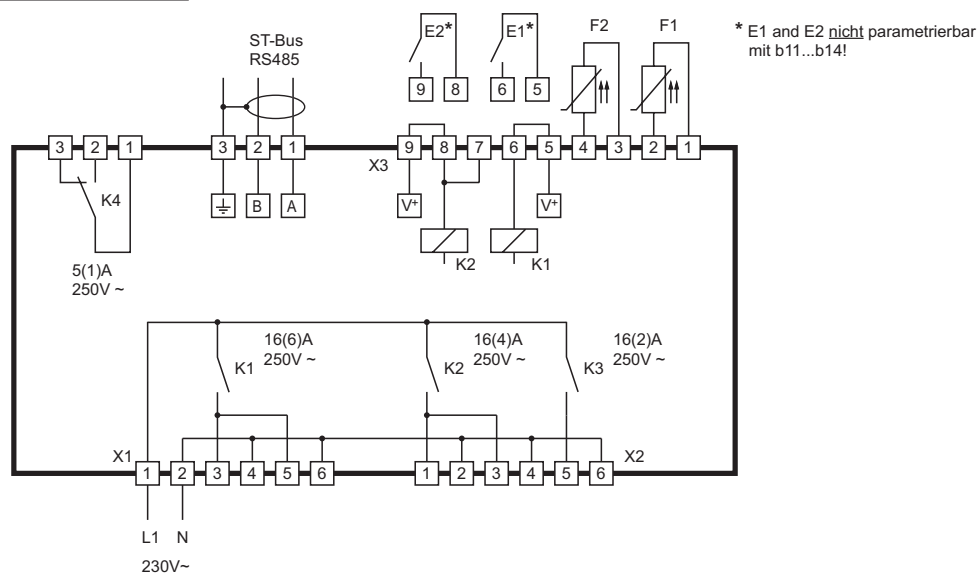 E2*
E1*
F2
F1
* E1 and E2 nicht parametrierbar
mit b11...b14!
ST-Bus
RS485
9 8
6 5
3 2 1
3 2 1
X3
9 8 7 6 5 4 3 2 1
K4
B A
V+
V+
K2
K1
5(1)A
250V ~
16(6)A
250V ~
K1
16(4)A
250V ~
K2
16(2)A
250V ~
K3
X1
1 2 3 4 5 6
1 2 3 4 5 6
X2
L1 N
230V~